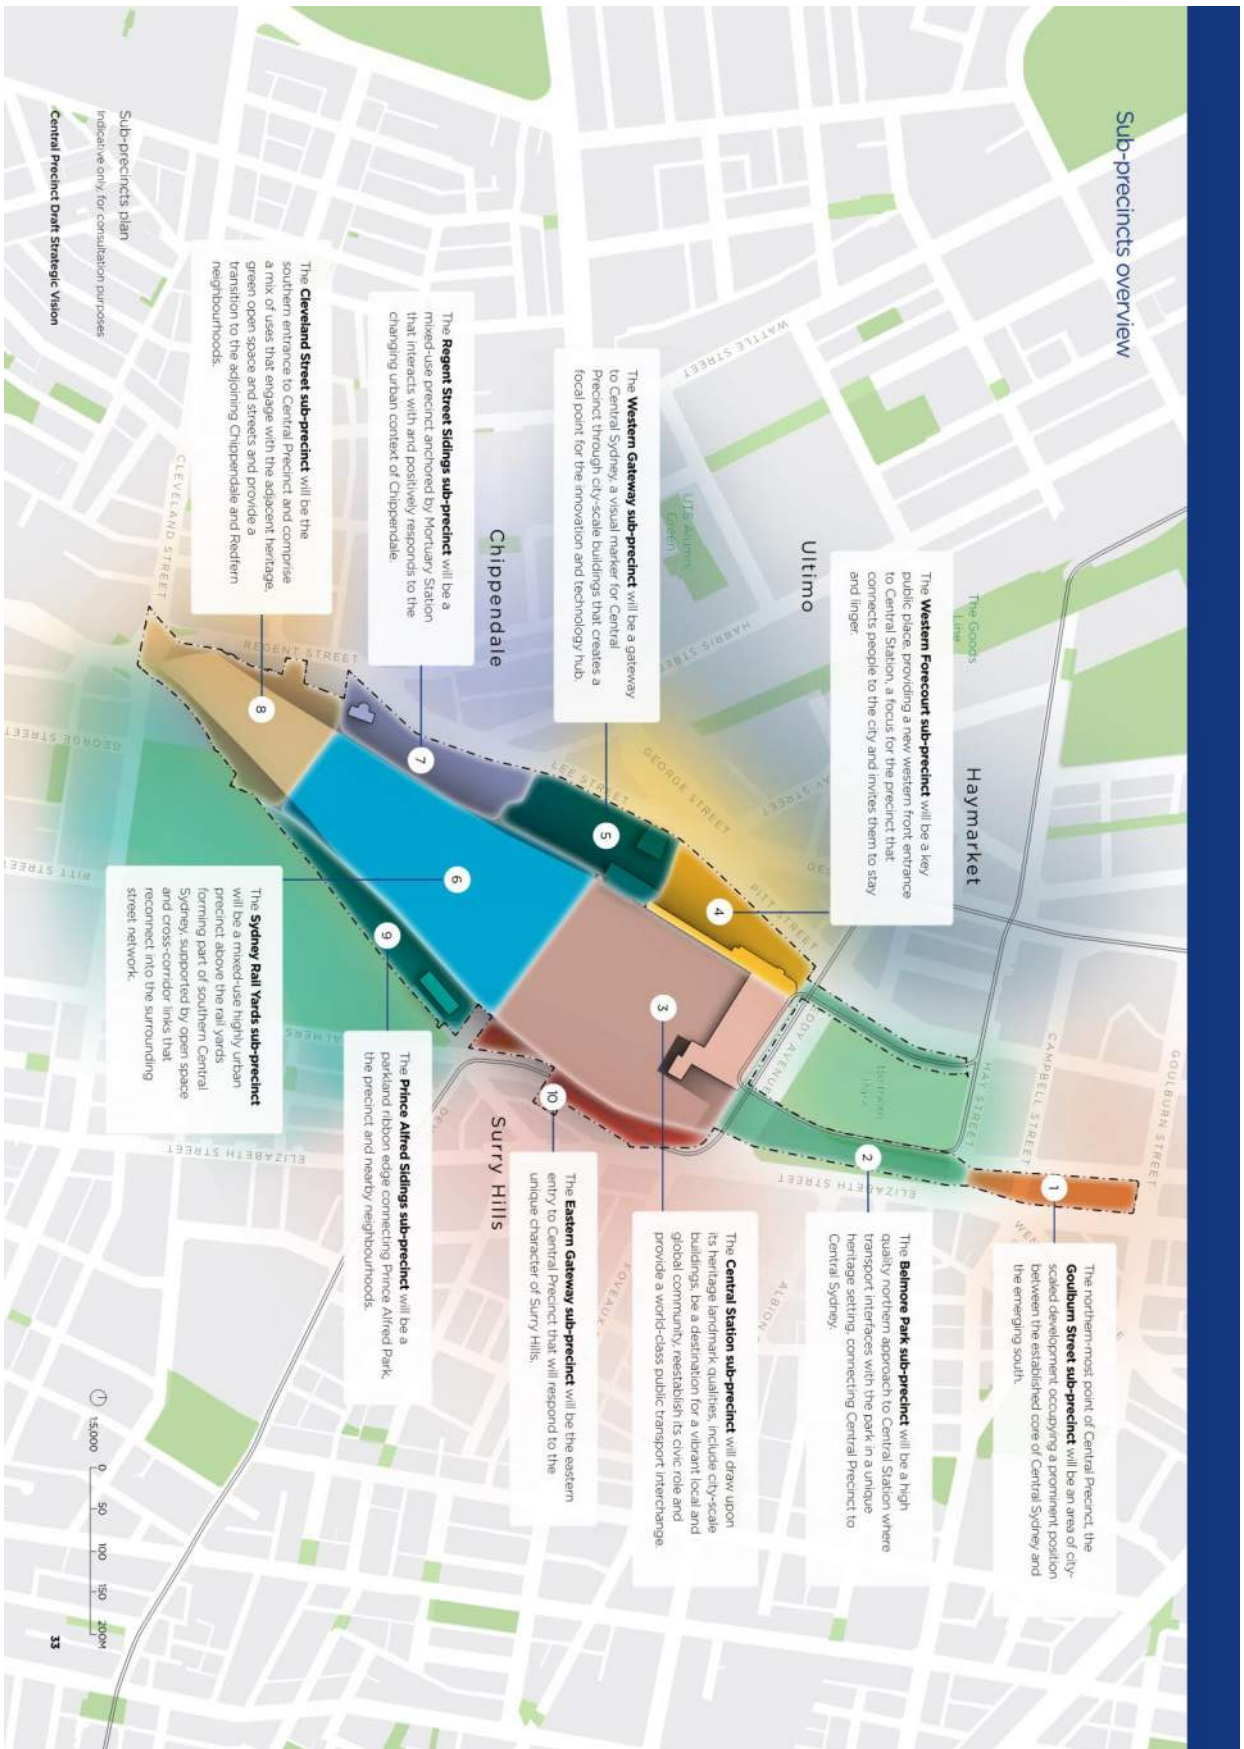 Sub-precincts overview
The northern-most point of Central Precinct, the
Goulburn Street sub-precinct will be an area of city-
scaled development occupying a prominent position
between the established core of Central Sydney and
the emerging south.
The Belmore Park sub-precinct will be a high
quality northern approach to Central Station where
transport interfaces with the park in a unique
heritage setting, connecting Central Precinct to
Central Sydney.
The Central Station sub-precinct will draw upon
its heritage landmark qualities, include city-scale
buildings, be a destination for a vibrant local and
global community, reestablish its civic role and
provide a world-class public transport interchange.
The Western Forecourt sub-precinct will be a key
public place, providing a new western front entrance
to Central Station, a focus for the precinct that
connects people to the city and invites them to stay
and linger.
The Western Gateway sub-precinct will be a gateway
to Central Sydney, a visual marker for Central
Precinct through city-scale buildings that creates a
focal point for the innovation and technology hub.
The Regent Street Sidings sub-precinct will be a
mixed-use precinct anchored by Mortuary Station
that interacts with and positively responds to the
changing urban context of Chippendale.
The Cleveland Street sub-precinct will be the
southern entrance to Central Precinct and comprise
a mix of uses that engage with the adjacent heritage,
green open space and streets and provide a
transition to the adjoining Chippendale and Redfern
neighbourhoods.
The Eastern Gateway sub-precinct will be the eastern
entry to Central Precinct that will respond to the
unique character of Surry Hills.
The Prince Alfred Sidings sub-precinct will be a
parkland ribbon edge connecting Prince Alfred Park,
the precinct and nearby neighbourhoods.
The Sydney Rail Yards sub-precinct
will be a mixed-use highly urban
precinct above the rail yards
forming part of southern Central
Sydney, supported by open space
and cross-corridor links that
reconnect into the surrounding
street network.
Haymarket
Ultimo
Chippendale
Surry Hills
The Goods
Line
UTS Alumni
Green
WATTLE STREET
HARRIS STREET
GEORGE STREET
LEE STREET
PITT STREET
REGENT STREET
CLEVELAND STREET
GEORGE STREET
PITT STREET
ELIZABETH STREET
ELIZABETH STREET
HAY STREET
CAMPBELL STREET
GOULBURN STREET
1
2
3
4
5
6
7
8
9
10
Sub-precincts plan
Indicative only, for consultation purposes
Central Precinct Draft Strategic Vision
1:5,000
0
50
100
150
200M
33